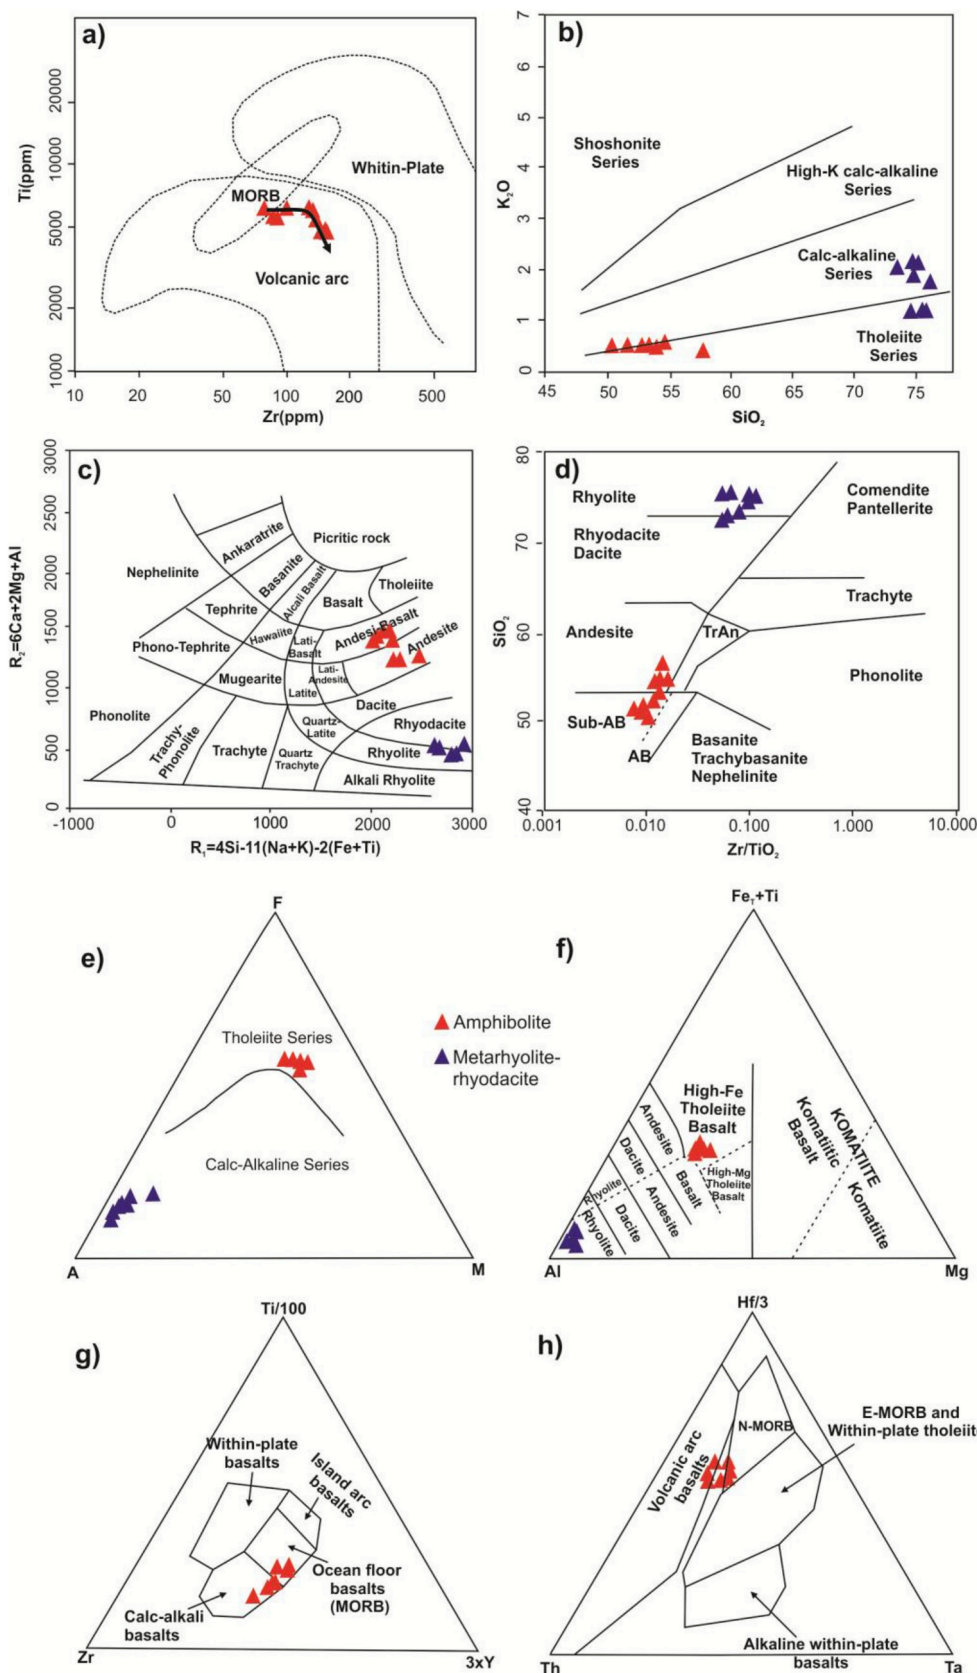 a)
Ti(ppm)
20000
10000
5000
2000
1000
MORB
Whitin-Plate
Volcanic arc
10
20
50
100
200
500
Zr(ppm)
b)
K₂O
7
6
5
4
3
2
1
0
Shoshonite
Series
High-K calc-alkaline
Series
Calc-alkaline
Series
Tholeiite
Series
45
50
55
60
65
70
75
SiO₂
c)
R₂=6Ca+2Mg+Al
3000
2500
2000
1500
1000
500
0
Ankaratrite
Picritic rock
Nephelinite
Basanite
Alcali Basalt
Tholeiite
Tephrite
Basalt
Hawaiite
Lati-
Basalt
Andesi-Basalt
Andesite
Phono-Tephrite
Mugearite
Lati-
Andesite
Latite
Dacite
Phonolite
Trachy-
Phonolite
Trachyte
Quartz-
Latite
Rhyodacite
Quartz
Trachyte
Rhyolite
Alkali Rhyolite
-1000
0
1000
2000
3000
R₁=4Si-11(Na+K)-2(Fe+Ti)
d)
SiO₂
80
70
60
50
40
Rhyolite
Comendite
Pantellerite
Rhyodacite
Dacite
Trachyte
Andesite
TrAn
Phonolite
Sub-AB
AB
Basanite
Trachybasanite
Nephelinite
0.001
0.010
0.100
1.000
10.000
Zr/TiO₂
e)
F
Tholeiite Series
Calc-Alkaline Series
A
M
Amphibolite
Metarhyolite-
rhyodacite
f)
Feₜ+Ti
High-Fe
Tholeiite
Basalt
Andesite
Dacite
Rhyolite
Basalt
High-Mg
Tholeiite
Basalt
Andesite
Dacite
Rhyolite
Komatiitic
Basalt
KOMATIITE
Komatiite
Al
Mg
g)
Ti/100
Within-plate
basalts
Island arc
basalts
Ocean floor
basalts
(MORB)
Calc-alkali
basalts
Zr
3xY
h)
Hf/3
N-MORB
E-MORB and
Within-plate tholeiite
Volcanic arc
basalts
Alkaline within-plate
basalts
Th
Ta